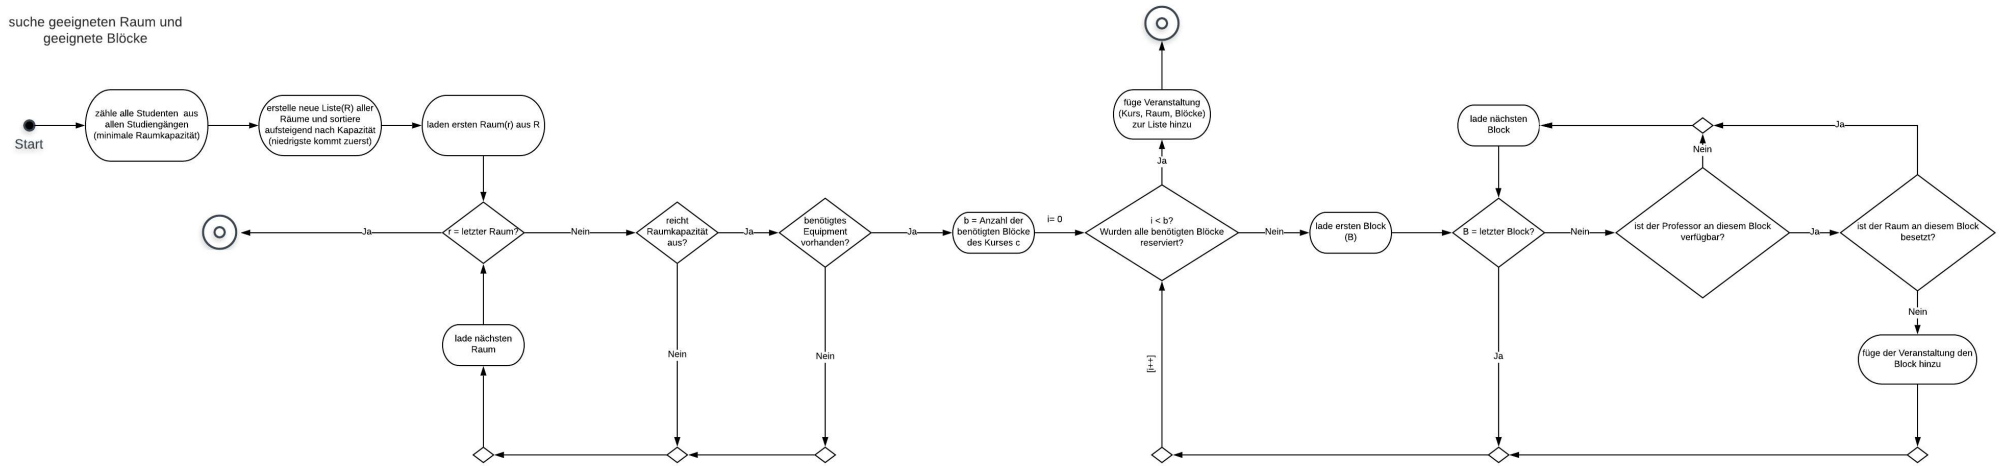 suche geeigneten Raum und
geeignete Blöcke
Start
zähle alle Studenten aus
allen Studiengängen
(minimale Raumkapazität)
erstelle neue Liste(R) aller
Räume und sortiere
aufsteigend nach Kapazität
(niedrigste kommt zuerst)
laden ersten Raum(r) aus R
r = letzter Raum?
Ja
Nein
lade nächsten
Raum
reicht
Raumkapazität
aus?
Ja
Nein
benötigtes
Equipment
vorhanden?
Ja
Nein
b = Anzahl der
benötigten Blöcke
des Kurses c
i= 0
i < b?
Wurden alle benötigten Blöcke
reserviert?
Ja
füge Veranstaltung
(Kurs, Raum, Blöcke)
zur Liste hinzu
Nein
[i++]
lade ersten Block
(B)
B = letzter Block?
Ja
Nein
lade nächsten
Block
ist der Professor an diesem Block
verfügbar?
Nein
Ja
ist der Raum an diesem Block
besetzt?
Ja
Nein
füge der Veranstaltung den
Block hinzu